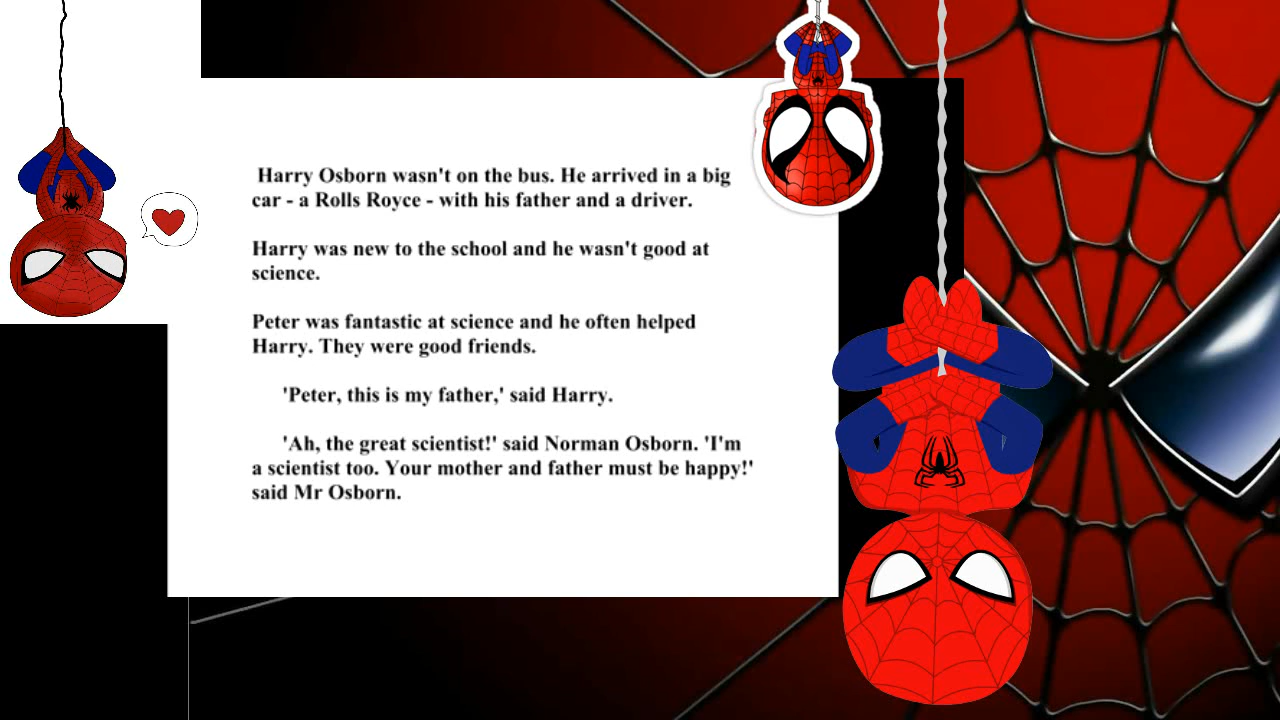 Harry Osborn wasn't on the bus. He arrived in a big
car - a Rolls Royce - with his father and a driver.
Harry was new to the school and he wasn't good at
science.
Peter was fantastic at science and he often helped
Harry. They were good friends.
'Peter, this is my father,' said Harry.
'Ah, the great scientist!' said Norman Osborn. 'I'm
a scientist too. Your mother and father must be happy!'
said Mr Osborn.